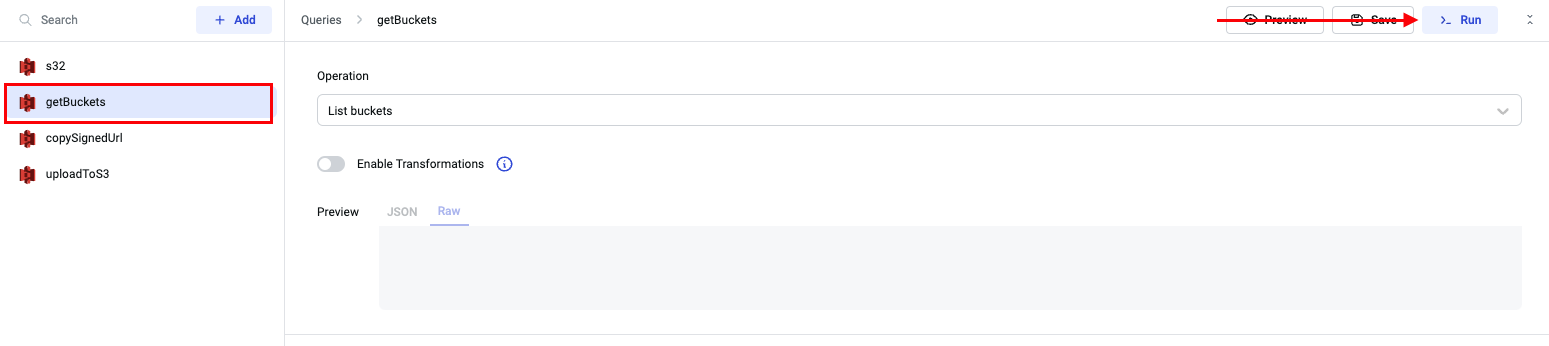 Search
+ Add
Queries > getBuckets
Preview
Save
Run
s32
getBuckets
copySignedUrl
uploadToS3
Operation
List buckets
Enable Transformations
Preview JSON Raw